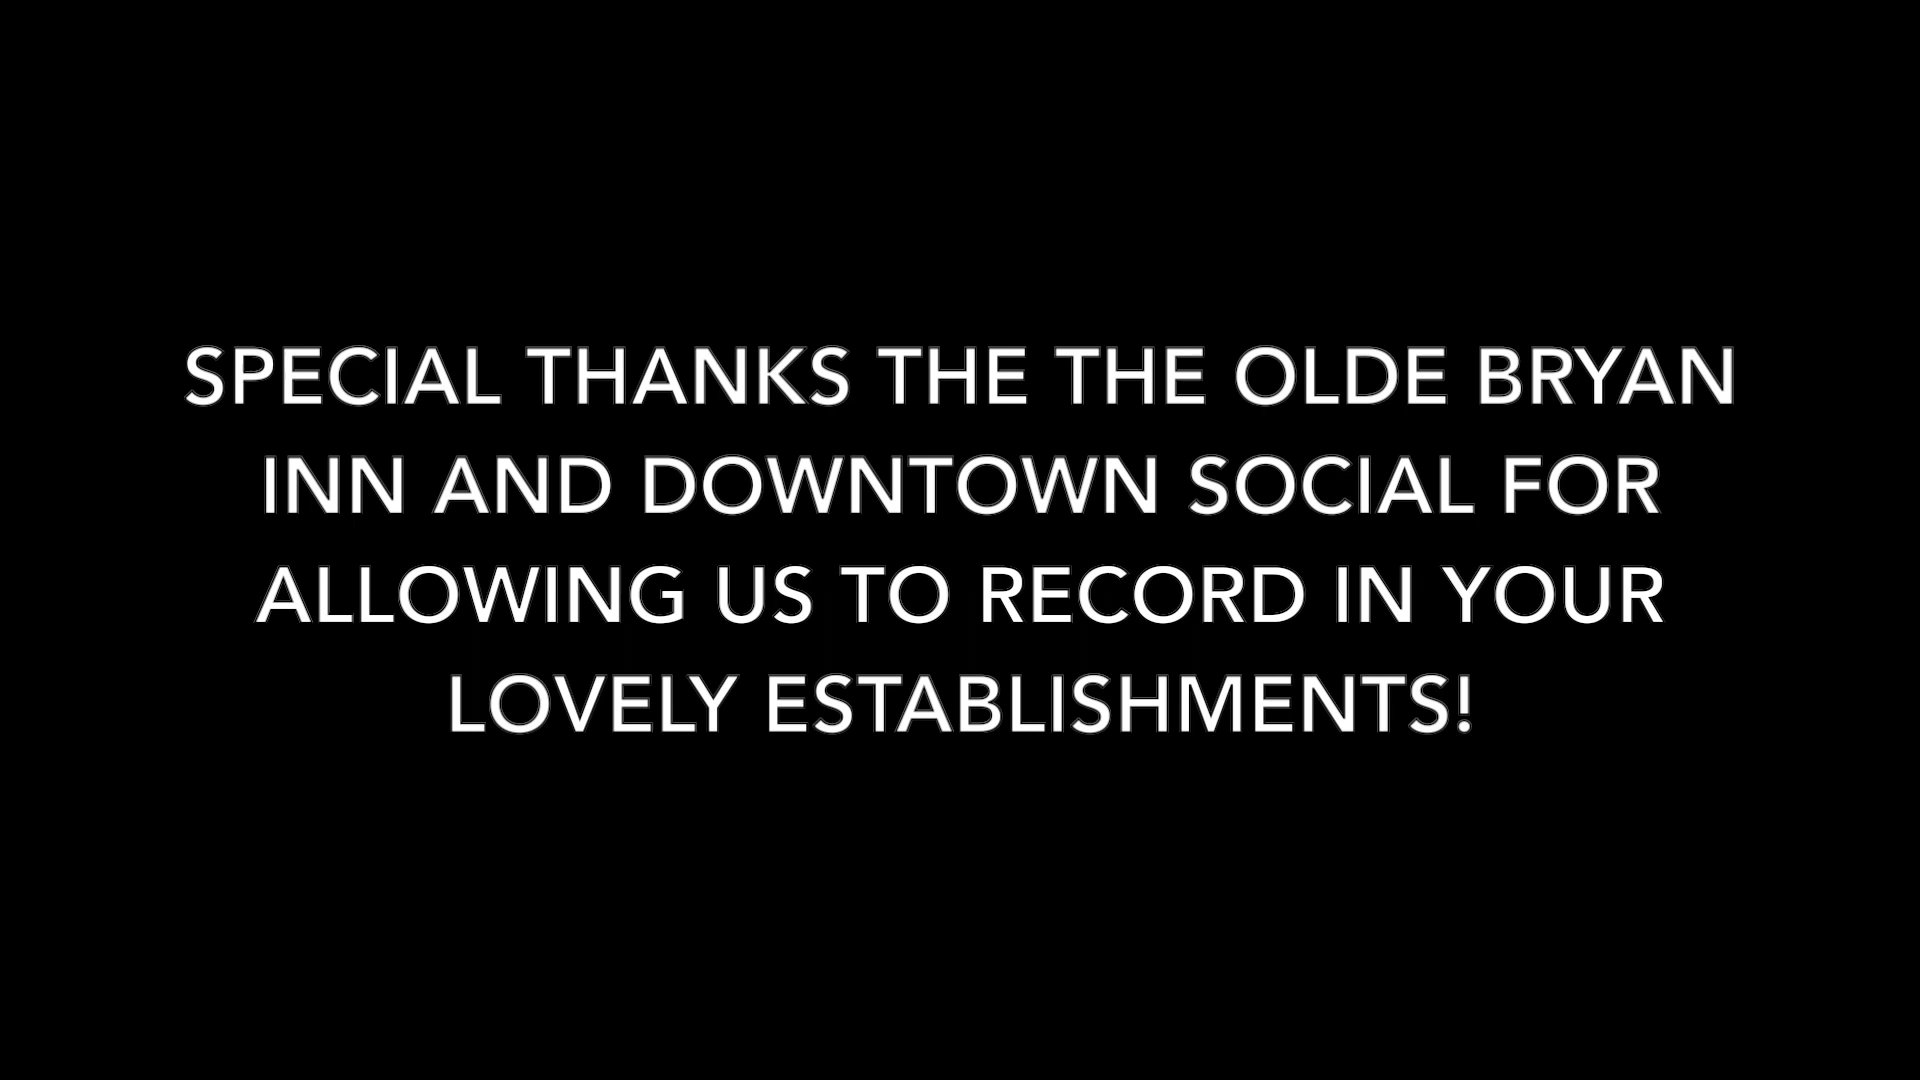 SPECIAL THANKS THE THE OLDE BRYAN
INN AND DOWNTOWN SOCIAL FOR
ALLOWING US TO RECORD IN YOUR
LOVELY ESTABLISHMENTS!